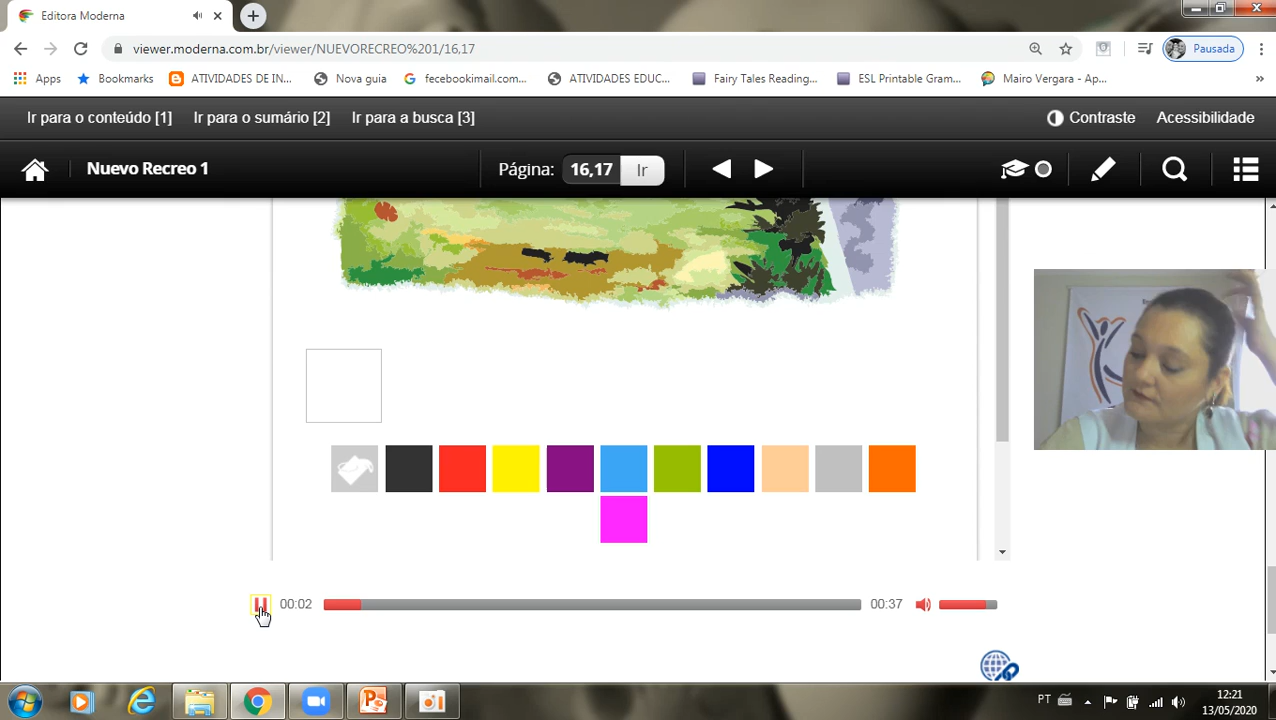 Editora Moderna
viewer.moderna.com.br/viewer/NUEVORECREO%201/16,17
Pausada
Apps Bookmarks ATIVIDADES DE IN... Nova guia fecebookimail.com... ATIVIDADES EDUC... Fairy Tales Reading... ESL Printable Gram... Mairo Vergara - Ap... »
Ir para o conteúdo [1] Ir para o sumário [2] Ir para a busca [3] Contraste Acessibilidade
Nuevo Recreo 1 Página: 16,17 Ir
00:02 00:37
PT 12:21
13/05/2020